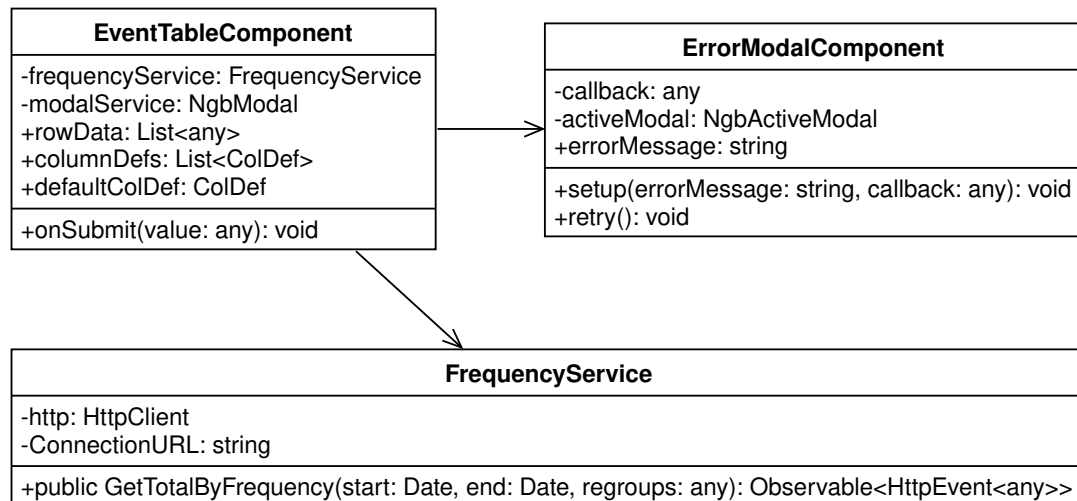 EventTableComponent
-frequencyService: FrequencyService
-modalService: NgbModal
+rowData: List<any>
+columnDefs: List<ColDef>
+defaultColDef: ColDef
+onSubmit(value: any): void
ErrorModalComponent
-callback: any
-activeModal: NgbActiveModal
+errorMessage: string
+setup(errorMessage: string, callback: any): void
+retry(): void
FrequencyService
-http: HttpClient
-ConnectionURL: string
+public GetTotalByFrequency(start: Date, end: Date, regroups: any): Observable<HttpEvent<any>>